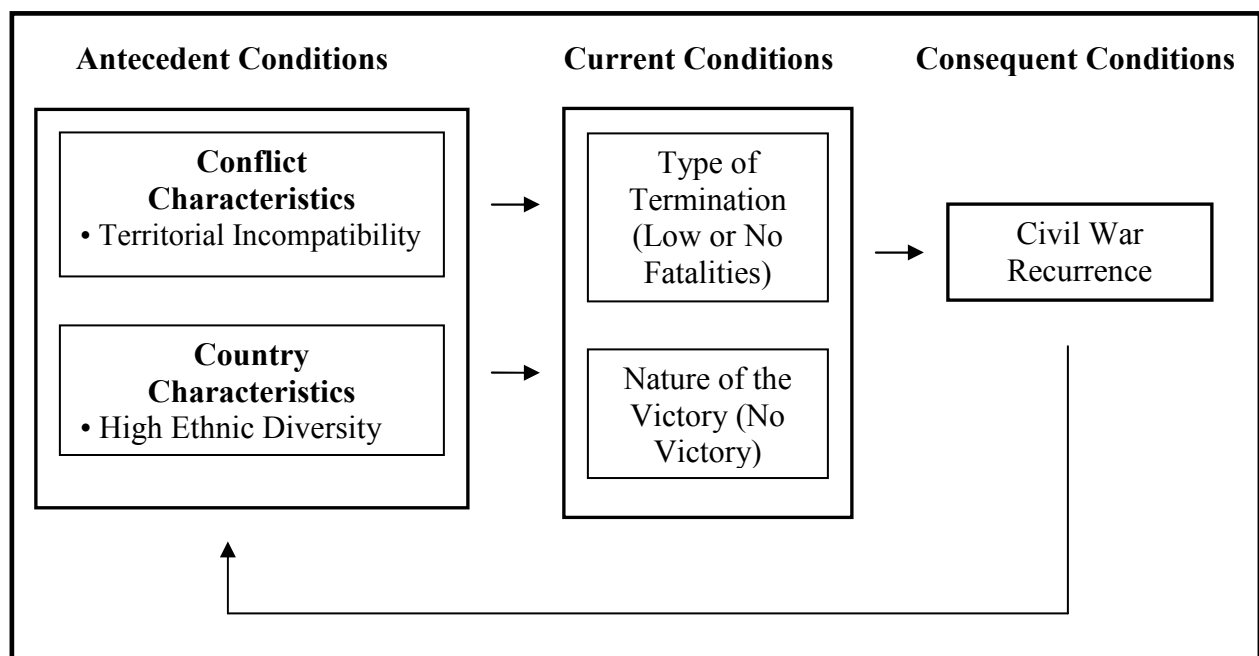 Antecedent Conditions
Conflict
Characteristics
• Territorial Incompatibility
Country
Characteristics
• High Ethnic Diversity
Current Conditions
Type of
Termination
(Low or No
Fatalities)
Nature of the
Victory (No
Victory)
Consequent Conditions
Civil War
Recurrence